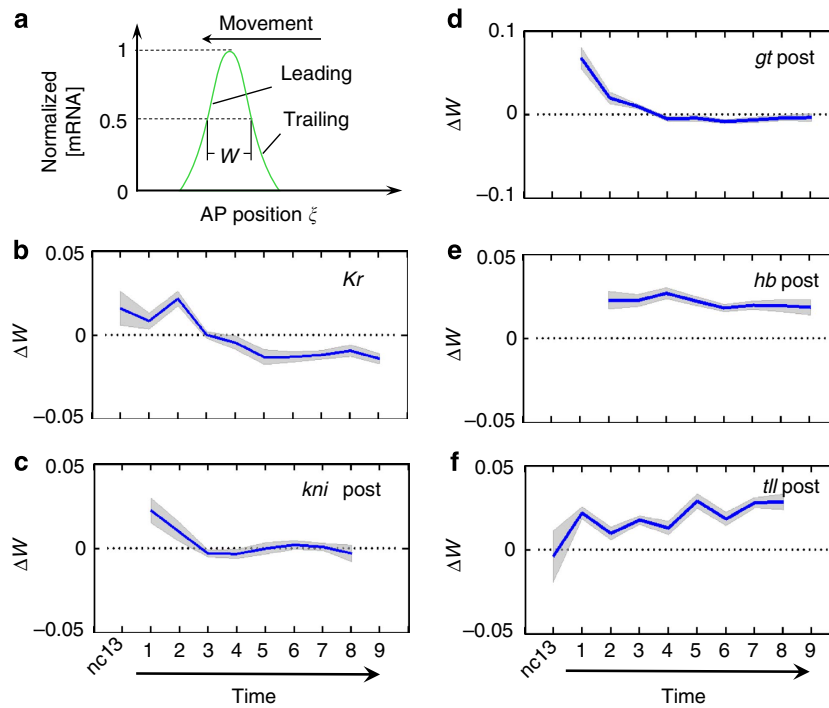 a
Movement
Normalized
[mRNA]
1
0.5
0
Leading
Trailing
W
AP position ξ
b
Kr
ΔW
0.05
0
−0.05
c
kni post
ΔW
0.05
0
−0.05
nc13 1 2 3 4 5 6 7 8 9
Time
d
gt post
ΔW
0.1
0
−0.1
e
hb post
ΔW
0.05
0
−0.05
f
tll post
ΔW
0.05
0
−0.05
nc13 1 2 3 4 5 6 7 8 9
Time